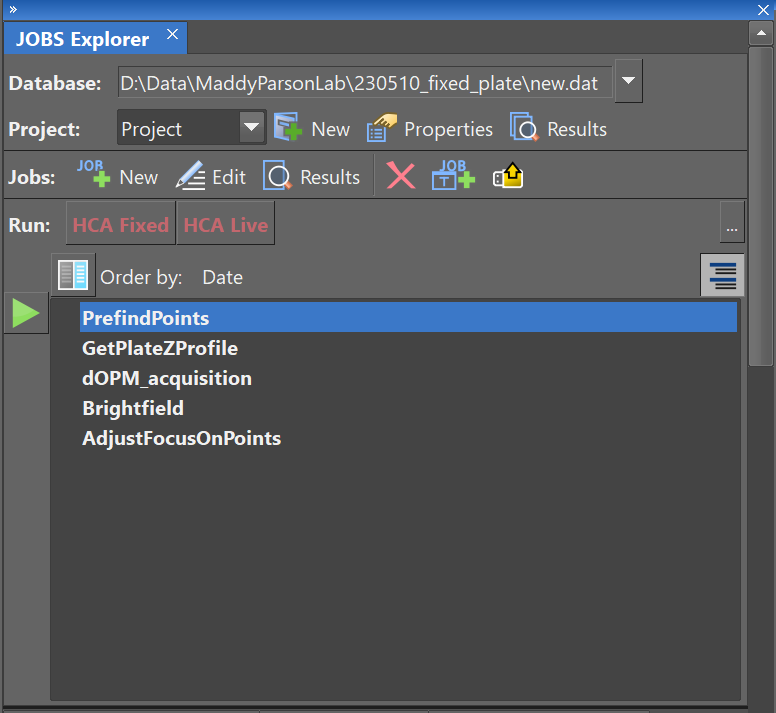 »
JOBS Explorer
Database: D:\Data\MaddyParsonLab\230510_fixed_plate\new.dat
Project: Project New Properties Results
Jobs: JOB New Edit Results JOB T
Run: HCA Fixed HCA Live ...
Order by: Date
PrefindPoints
GetPlateZProfile
dOPM_acquisition
Brightfield
AdjustFocusOnPoints